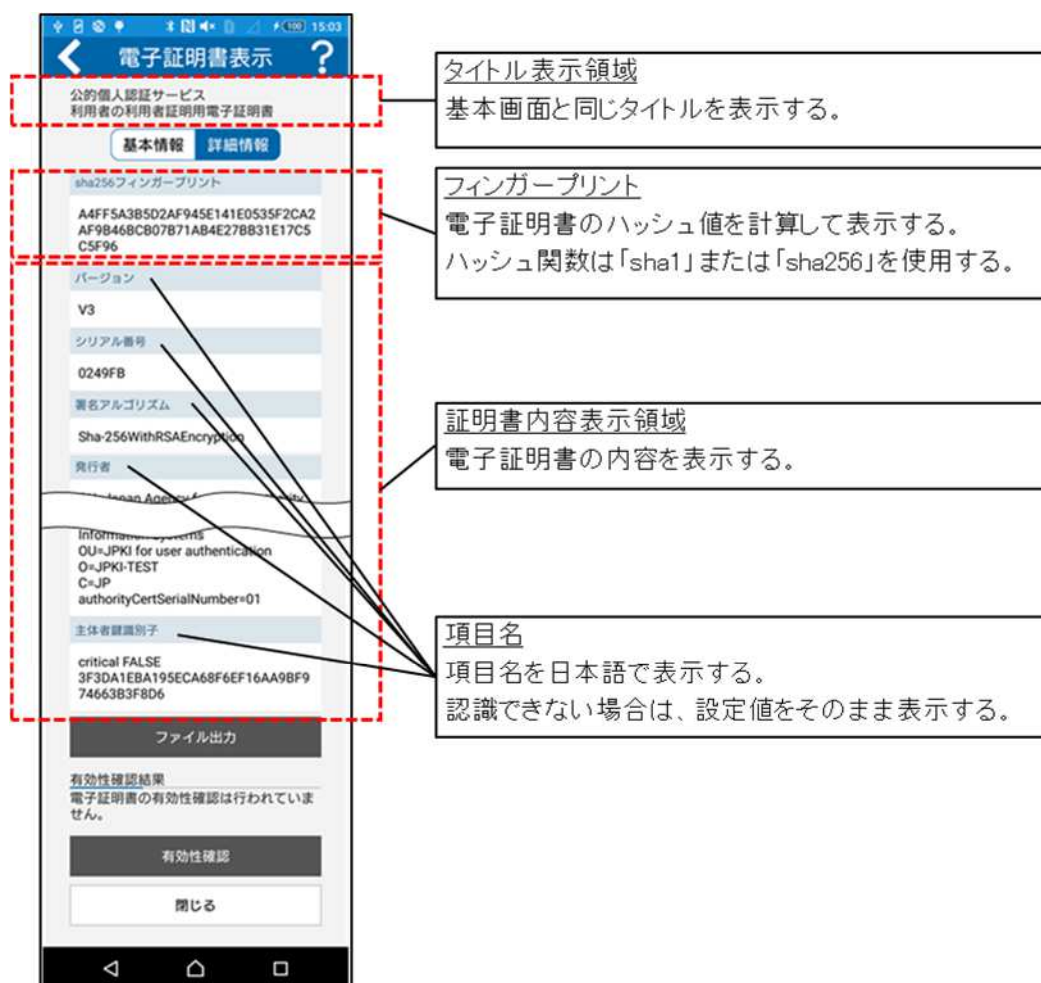 100 15:03
電子証明書表示 ?
公的個人認証サービス
利用者の利用者証明用電子証明書
基本情報 詳細情報
sha256フィンガープリント
A4FF5A3B5D2AF945E141E0535F2CA2
AF9B46BCB07B71AB4E27BB31E17C5
C5F96
バージョン
V3
シリアル番号
0249FB
署名アルゴリズム
Sha-256WithRSAEncryption
発行者
Japan Agency
OU=JPKI for user authentication
O=JPKI-TEST
C=JP
authorityCertSerialNumber=01
主体者鍵識別子
critical FALSE
3F3DA1EBA195ECA68F6EF16AA9BF9
74663B3F8D6
ファイル出力
有効性確認結果
電子証明書の有効性確認は行われていま
せん。
有効性確認
閉じる
タイトル表示領域
基本画面と同じタイトルを表示する。
フィンガープリント
電子証明書のハッシュ値を計算して表示する。
ハッシュ関数は「sha1」または「sha256」を使用する。
証明書内容表示領域
電子証明書の内容を表示する。
項目名
項目名を日本語で表示する。
認識できない場合は、設定値をそのまま表示する。